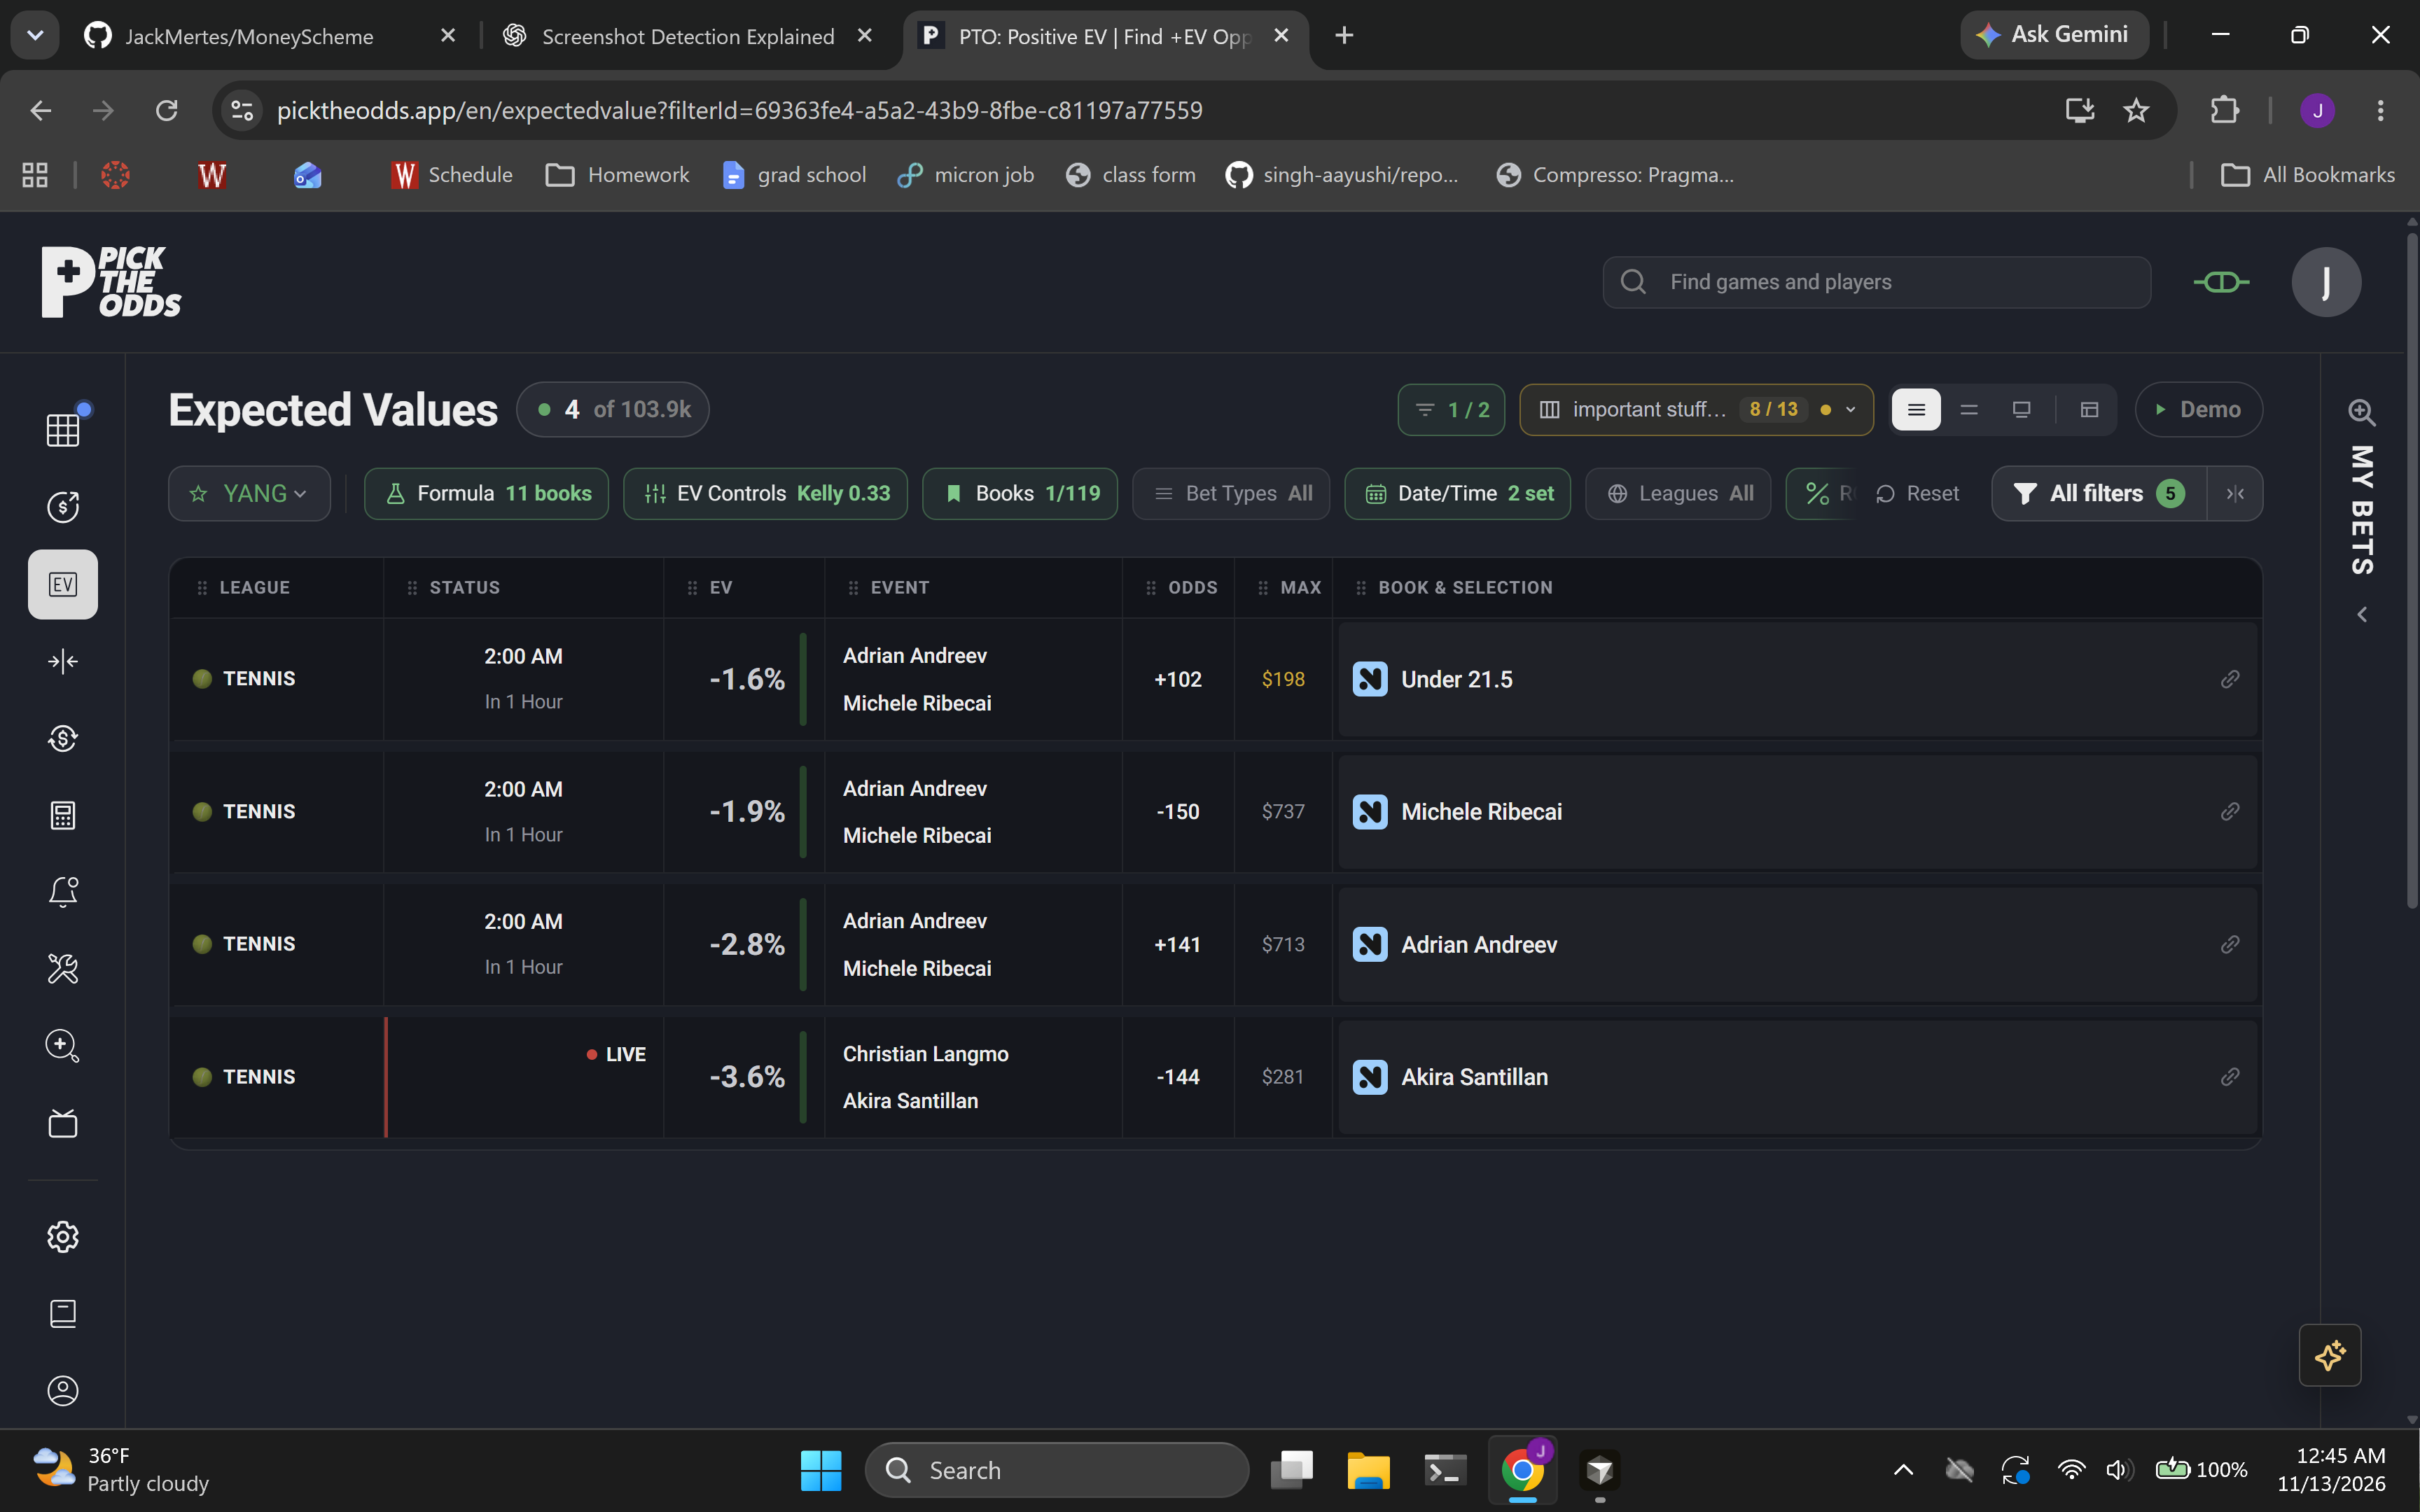 JackMertes/MoneyScheme
Screenshot Detection Explained
PTO: Positive EV | Find +EV Opp
Ask Gemini
picktheodds.app/en/expectedvalue?filterId=69363fe4-a5a2-43b9-8fbe-c81197a77559
J
W
W Schedule
Homework
grad school
micron job
class form
singh-aayushi/repo...
Compresso: Pragma...
All Bookmarks
P PICK THE ODDS
Find games and players
J
Expected Values
4 of 103.9k
1 / 2
important stuff...
8 / 13
Demo
YANG
Formula 11 books
EV Controls Kelly 0.33
Books 1/119
Bet Types All
Date/Time 2 set
Leagues All
%
Reset
All filters 5
MY BETS
EV
LEAGUE STATUS EV EVENT ODDS MAX BOOK & SELECTION
TENNIS
2:00 AM
In 1 Hour
-1.6%
Adrian Andreev
Michele Ribecai
+102
$198
N Under 21.5
TENNIS
2:00 AM
In 1 Hour
-1.9%
Adrian Andreev
Michele Ribecai
-150
$737
N Michele Ribecai
TENNIS
2:00 AM
In 1 Hour
-2.8%
Adrian Andreev
Michele Ribecai
+141
$713
N Adrian Andreev
TENNIS
LIVE
-3.6%
Christian Langmo
Akira Santillan
-144
$281
N Akira Santillan
36°F
Partly cloudy
Search
J
100%
12:45 AM
11/13/2026